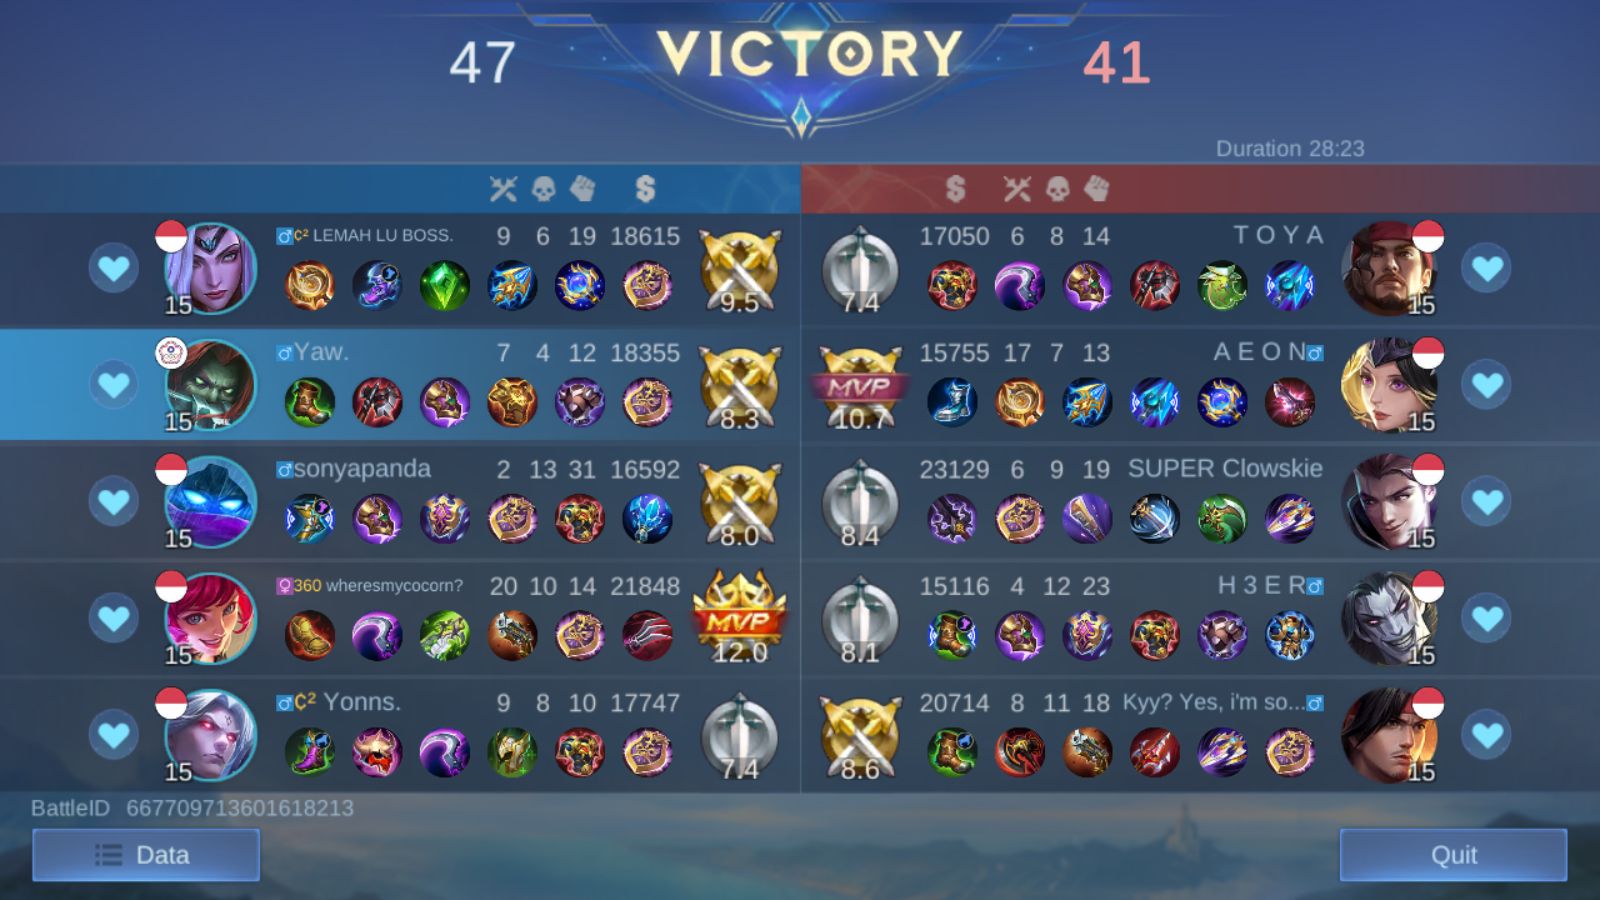 47 VICTORY 41
Duration 28:23
LEMAH LU BOSS. 9 6 19 18615
15 9.5
17050 6 8 14 T O Y A
7.4 15
Yaw. 7 4 12 18355
15 8.3
15755 17 7 13 A E O N
MVP
10.7 15
sonyapanda 2 13 31 16592
15 8.0
23129 6 9 19 SUPER Clowskie
8.4 15
360 wheresmycocorn? 20 10 14 21848
MVP
15 12.0
15116 4 12 23 H 3 E R
8.1 15
₵² Yonns. 9 8 10 17747
15 7.4
20714 8 11 18 Kyy? Yes, i'm so...
8.6 15
BattleID 667709713601618213
Data
Quit